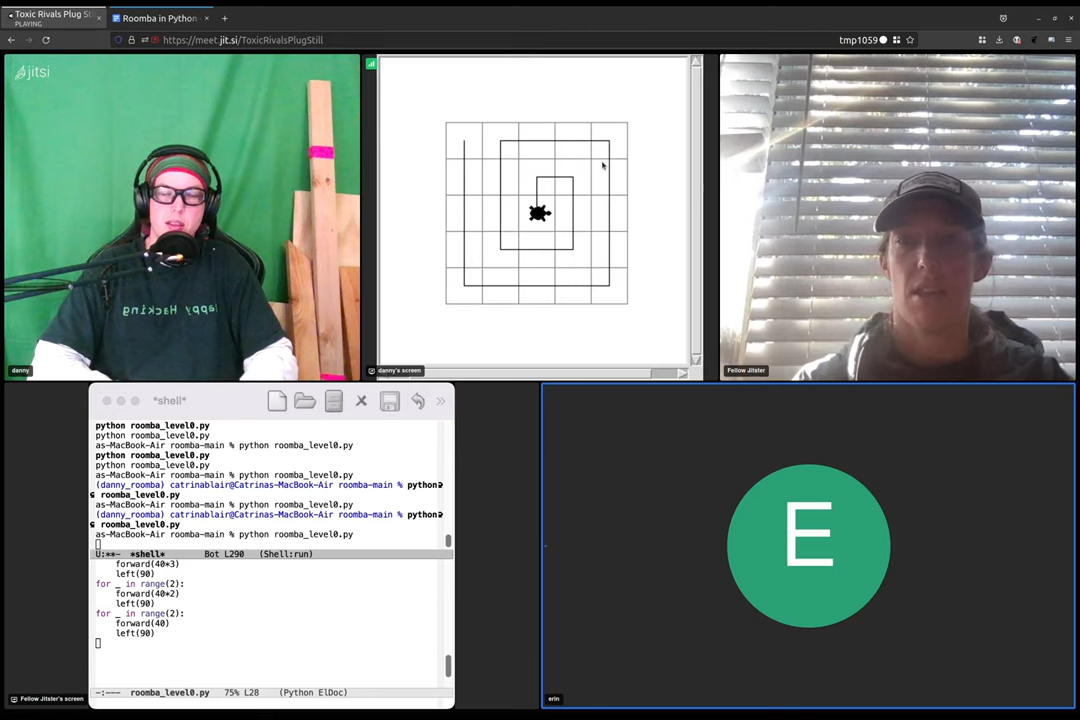 Toxic Rivals Plug Sti
PLAYING
Roomba in Python
https://meet.jit.si/ToxicRivalsPlugStill
tmp1059
jitsi
Happy Hacking
danny
danny's screen
Fellow Jitster
*shell*
python roomba_level0.py
python roomba_level0.py
as-MacBook-Air roomba-main % python roomba_level0.py
python roomba_level0.py
python roomba_level0.py
as-MacBook-Air roomba-main % python roomba_level0.py
(danny_roomba) catrinablair@Catrinas-MacBook-Air roomba-main % python
roomba_level0.py
as-MacBook-Air roomba-main % python roomba_level0.py
(danny_roomba) catrinablair@Catrinas-MacBook-Air roomba-main % python
roomba_level0.py
as-MacBook-Air roomba-main % python roomba_level0.py
U:**- *shell* Bot L290 (Shell:run)
forward(40*3)
left(90)
for _ in range(2):
forward(40*2)
left(90)
for _ in range(2):
forward(40)
left(90)
-:--- roomba_level0.py 75% L28 (Python ElDoc)
Fellow Jitster's screen
E
erin